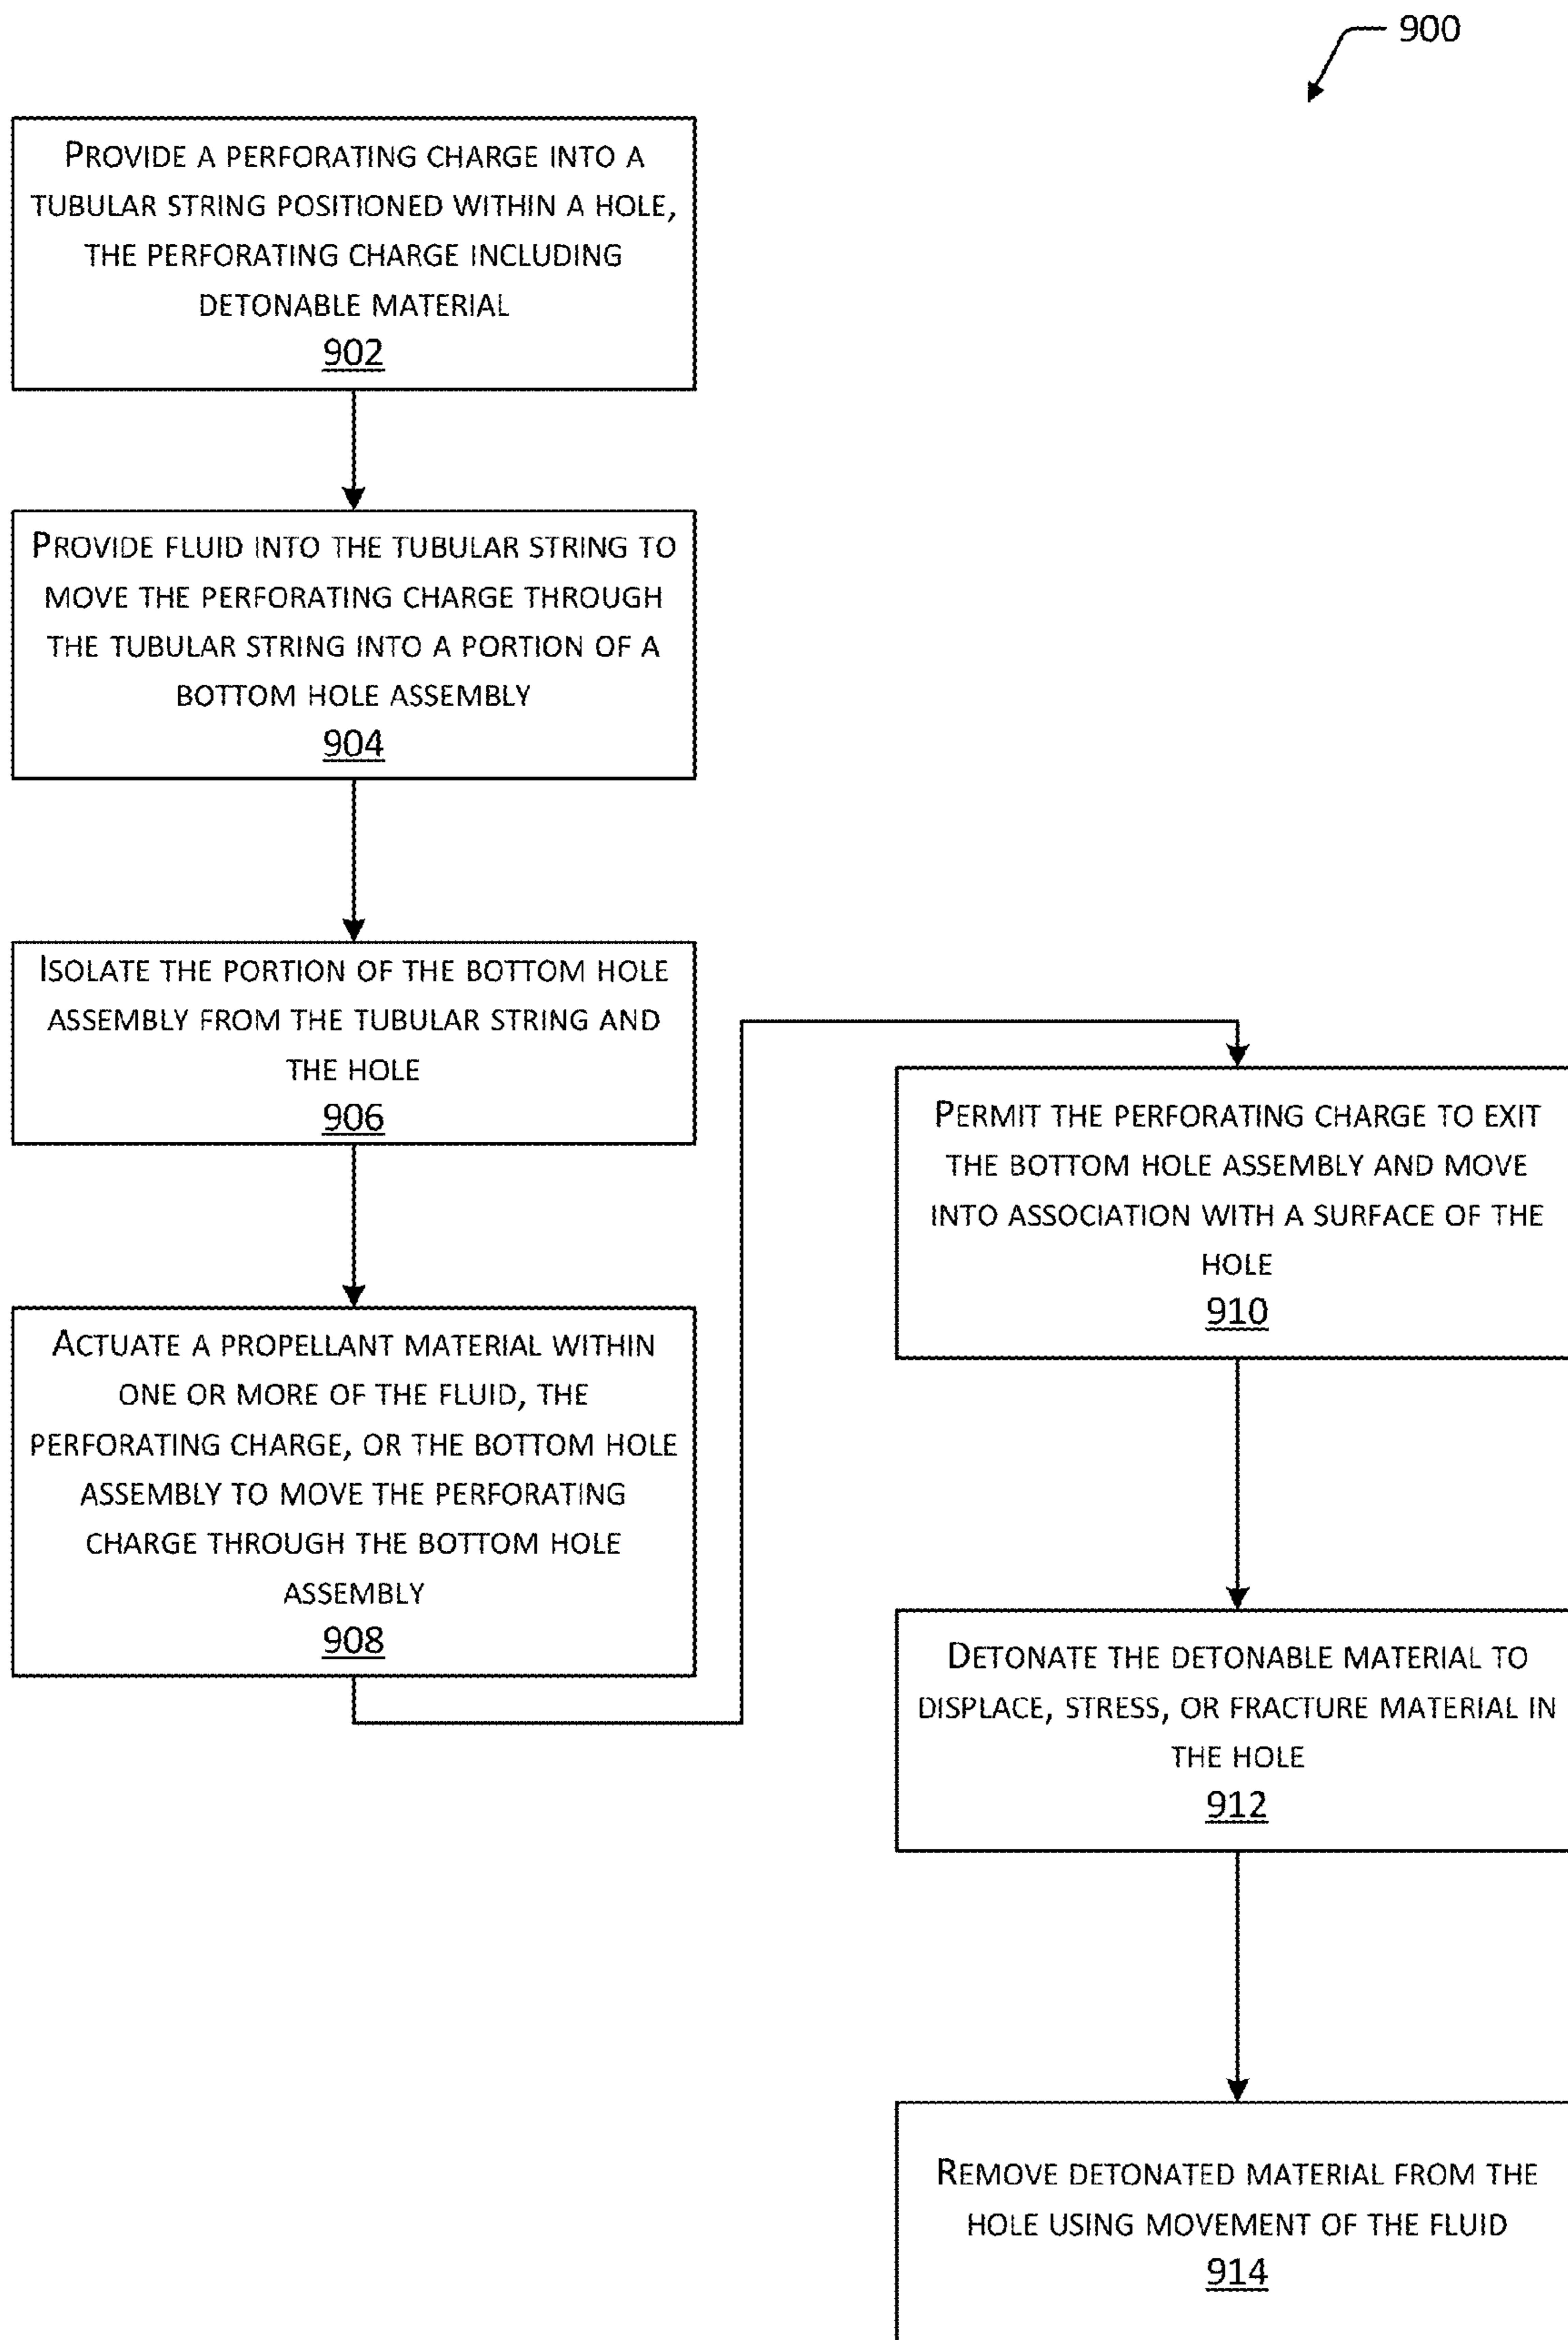 900
PROVIDE A PERFORATING CHARGE INTO A
TUBULAR STRING POSITIONED WITHIN A HOLE,
THE PERFORATING CHARGE INCLUDING
DETONABLE MATERIAL
902
PROVIDE FLUID INTO THE TUBULAR STRING TO
MOVE THE PERFORATING CHARGE THROUGH
THE TUBULAR STRING INTO A PORTION OF A
BOTTOM HOLE ASSEMBLY
904
ISOLATE THE PORTION OF THE BOTTOM HOLE
ASSEMBLY FROM THE TUBULAR STRING AND
THE HOLE
906
ACTUATE A PROPELLANT MATERIAL WITHIN
ONE OR MORE OF THE FLUID, THE
PERFORATING CHARGE, OR THE BOTTOM HOLE
ASSEMBLY TO MOVE THE PERFORATING
CHARGE THROUGH THE BOTTOM HOLE
ASSEMBLY
908
PERMIT THE PERFORATING CHARGE TO EXIT
THE BOTTOM HOLE ASSEMBLY AND MOVE
INTO ASSOCIATION WITH A SURFACE OF THE
HOLE
910
DETONATE THE DETONABLE MATERIAL TO
DISPLACE, STRESS, OR FRACTURE MATERIAL IN
THE HOLE
912
REMOVE DETONATED MATERIAL FROM THE
HOLE USING MOVEMENT OF THE FLUID
914